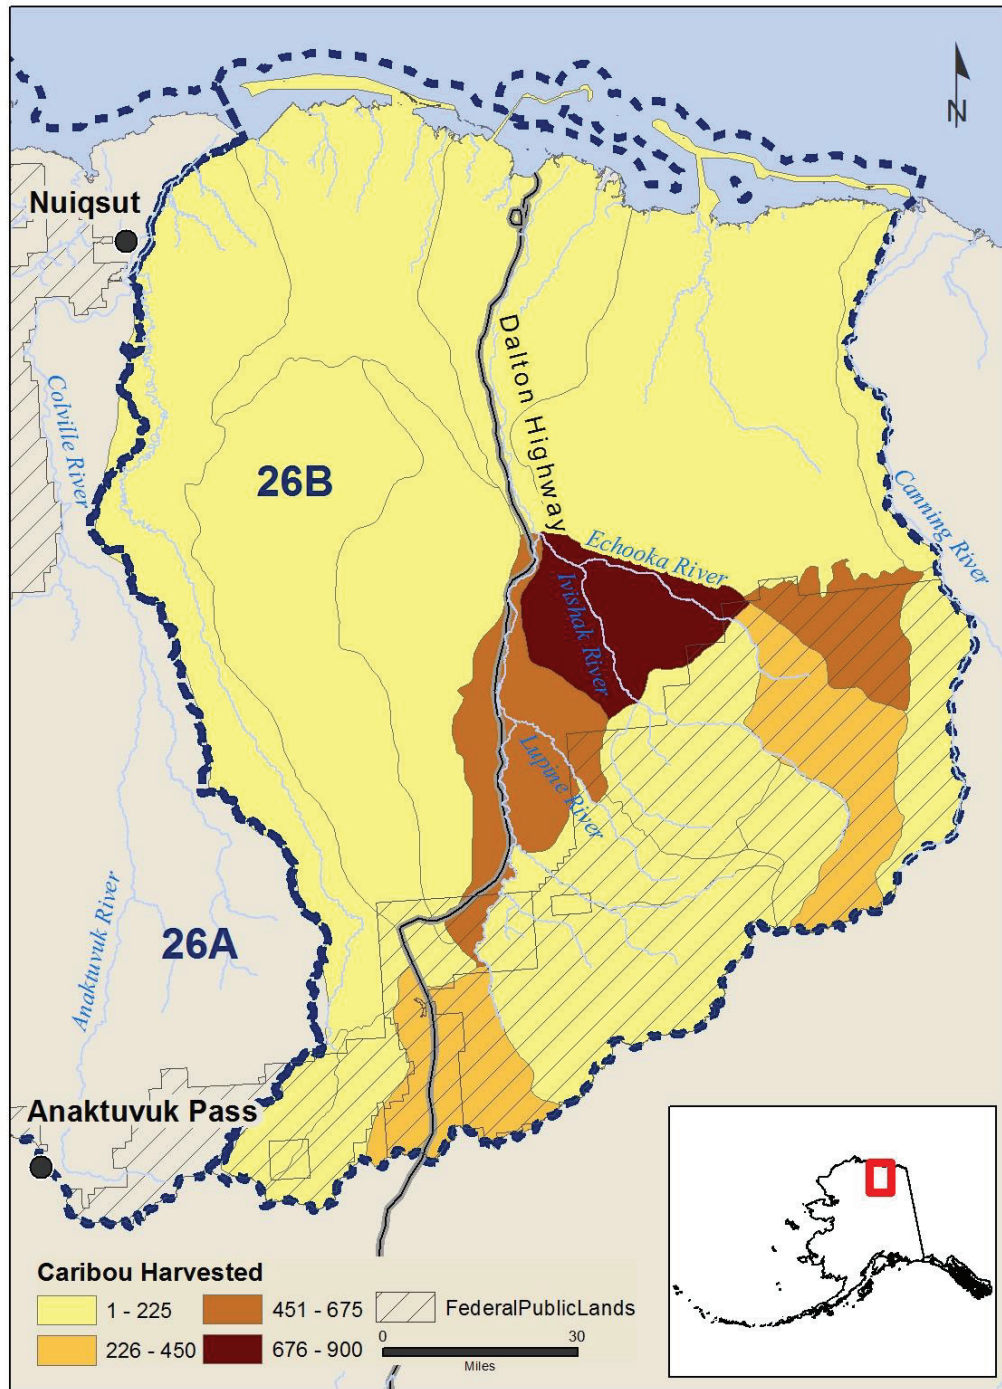 N
Nuiqsut
Dalton Highway
Colville River
26B
Canning River
Echooka River
Ivishak River
Lupine River
Anaktuvuk River
26A
Anaktuvuk Pass
Caribou Harvested
1 - 225
451 - 675
FederalPublicLands
226 - 450
676 - 900
0
30
Miles